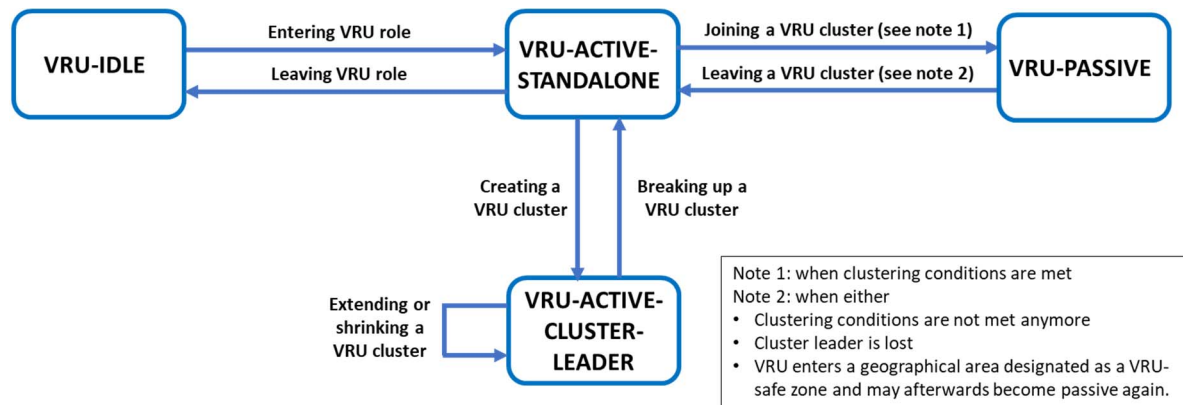 VRU-IDLE
Entering VRU role
Leaving VRU role
VRU-ACTIVE-
STANDALONE
Joining a VRU cluster (see note 1)
Leaving a VRU cluster (see note 2)
VRU-PASSIVE
Creating a
VRU cluster
Breaking up a
VRU cluster
Extending or
shrinking a
VRU cluster
VRU-ACTIVE-
CLUSTER-
LEADER
Note 1: when clustering conditions are met
Note 2: when either
• Clustering conditions are not met anymore
• Cluster leader is lost
• VRU enters a geographical area designated as a VRU-
safe zone and may afterwards become passive again.